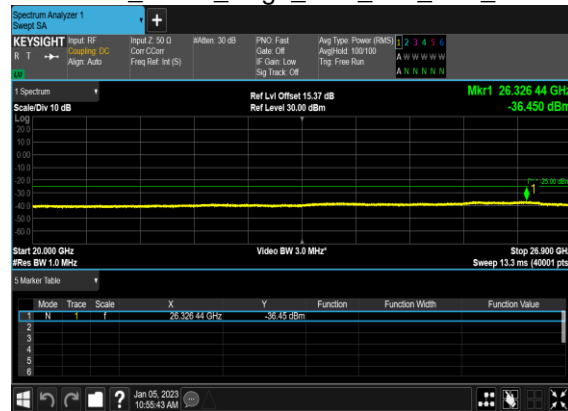 Spectrum Analyzer 1
Swept SA
+
KEYSIGHT
R T
LXI
Input: RF
Coupling: DC
Align: Auto
Input Z: 50 Ω
Corr CCorr
Freq Ref: Int (S)
#Atten: 30 dB
PNO: Fast
Gate: Off
IF Gain: Low
Sig Track: Off
Avg Type: Power (RMS)
Avg|Hold: 100/100
Trig: Free Run
1 2 3 4 5 6
A W W W W W
A N N N N N
1 Spectrum
Scale/Div 10 dB
Ref Lvl Offset 15.37 dB
Ref Level 30.00 dBm
Mkr1 26.326 44 GHz
-36.450 dBm
Log
20.0
10.0
0.00
-10.0
-20.0
-30.0
-40.0
-50.0
-60.0
-25.00 dBm
1
Start 20.000 GHz
#Res BW 1.0 MHz
Video BW 3.0 MHz*
Stop 26.900 GHz
Sweep 13.3 ms (40001 pts)
5 Marker Table
Mode Trace Scale X Y Function Function Width Function Value
1 N 1 f 26.326 44 GHz -36.45 dBm
2
3
4
5
6
?
Jan 05, 2023
10:55:43 AM